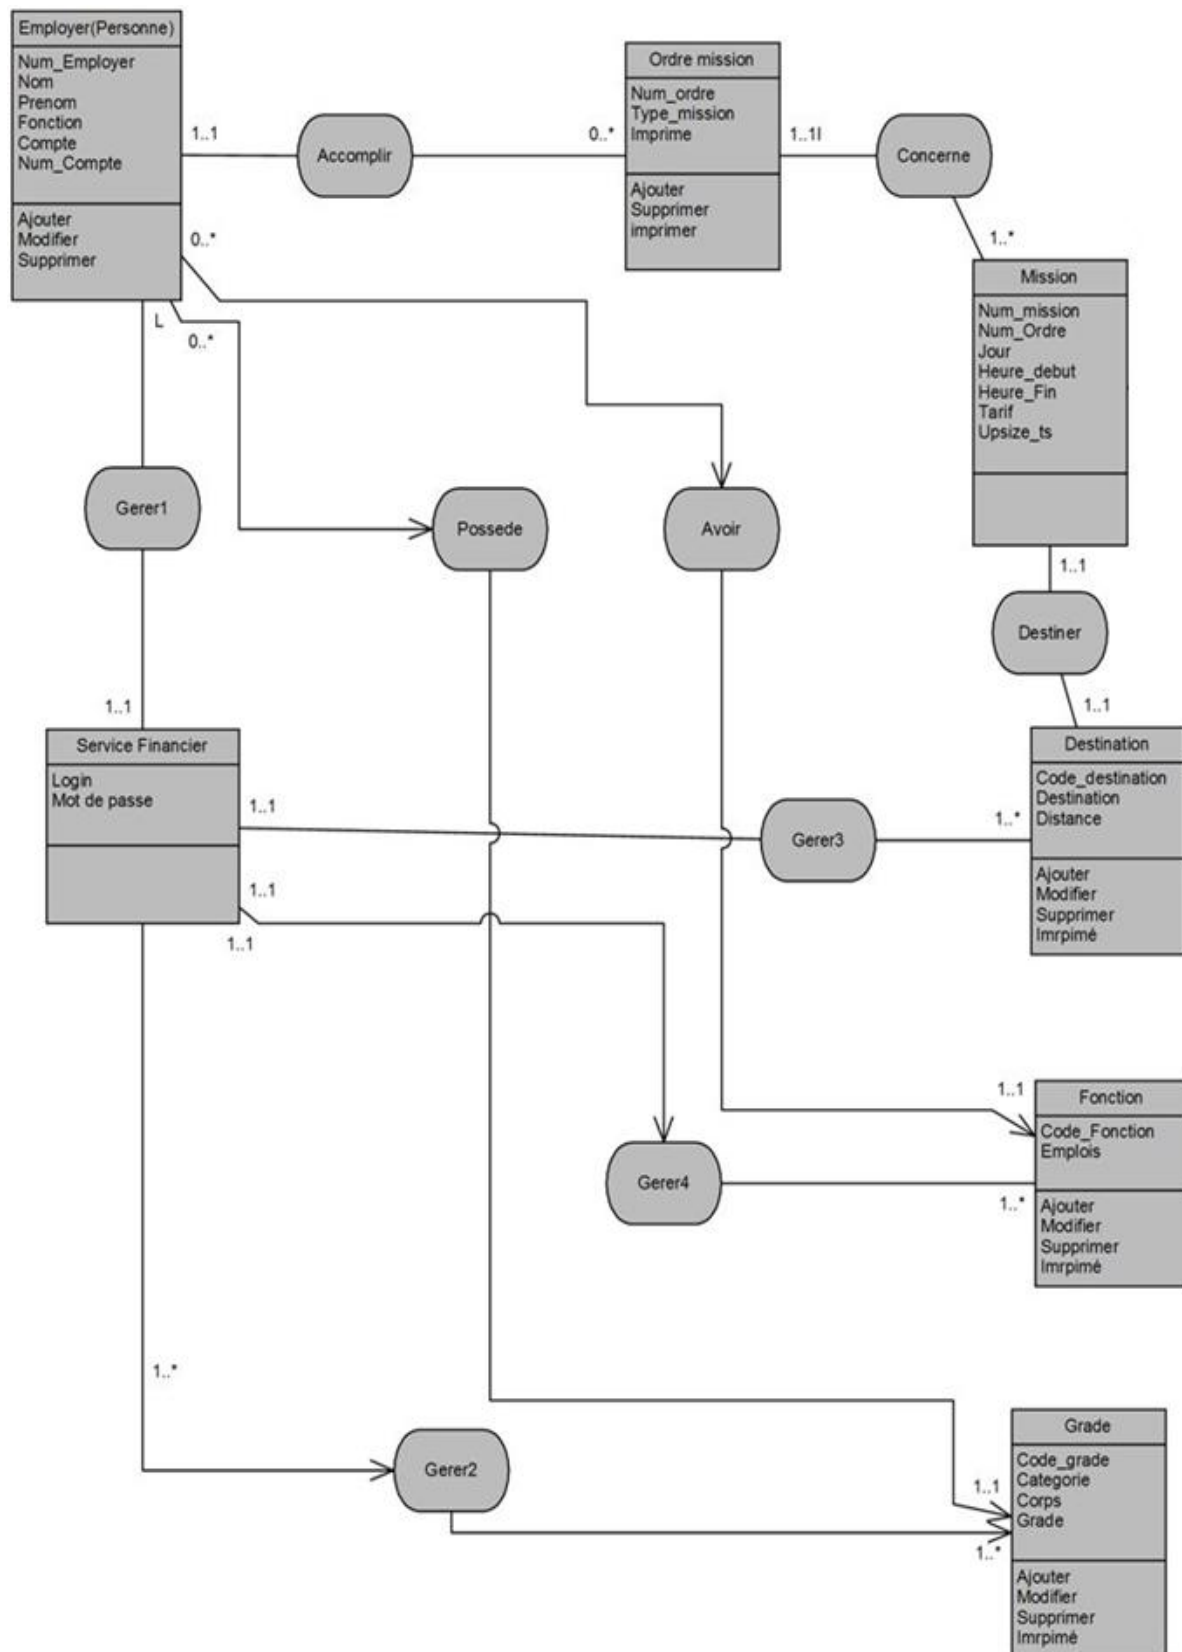 Employer(Personne)
Num_Employer
Nom
Prenom
Fonction
Compte
Num_Compte
Ajouter
Modifier
Supprimer
1..1
Accomplir
0..*
Ordre mission
Num_ordre
Type_mission
Imprime
Ajouter
Supprimer
imprimer
1..1I
Concerne
1..*
Mission
Num_mission
Num_Ordre
Jour
Heure_debut
Heure_Fin
Tarif
Upsize_ts
0..*
L
0..*
Gerer1
Possede
Avoir
1..1
Destiner
1..1
1..1
Service Financier
Login
Mot de passe
1..1
Gerer3
1..*
Destination
Code_destination
Destination
Distance
Ajouter
Modifier
Supprimer
Imrpimé
1..1
1..1
Gerer4
1..1
1..*
Fonction
Code_Fonction
Emplois
Ajouter
Modifier
Supprimer
Imrpimé
1..*
Gerer2
1..1
1..*
Grade
Code_grade
Categorie
Corps
Grade
Ajouter
Modifier
Supprimer
Imrpimé